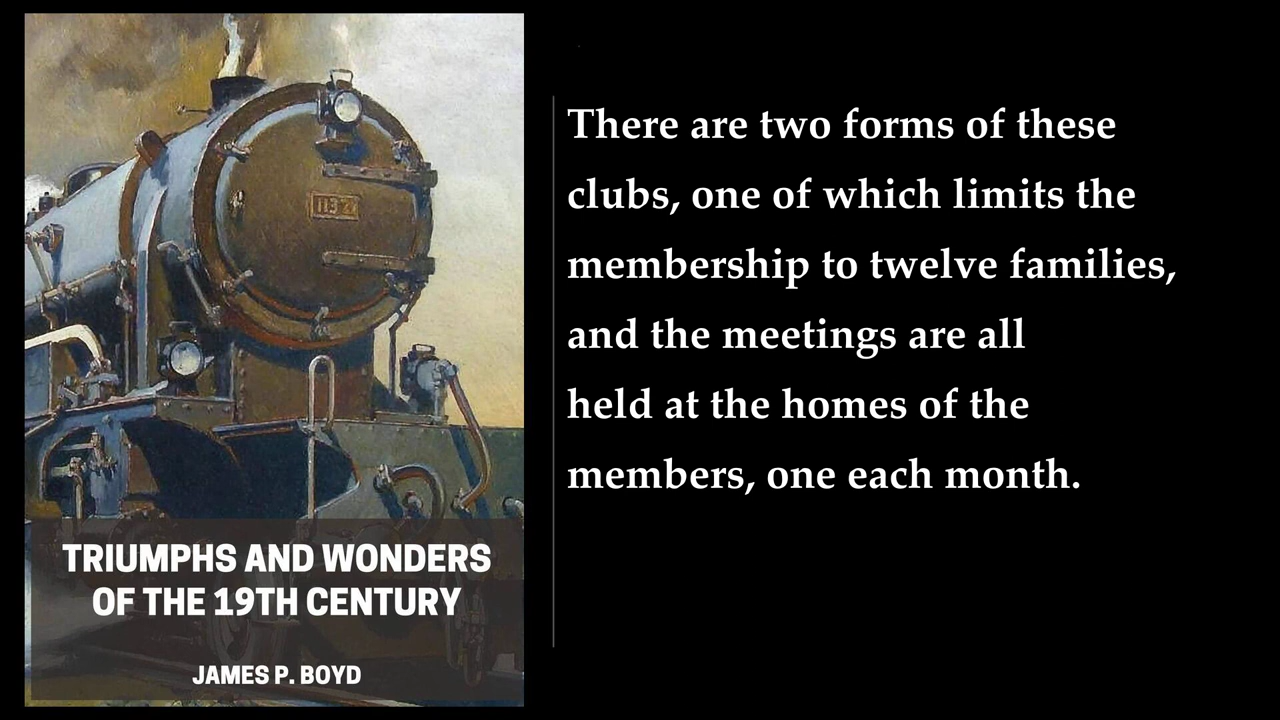 There are two forms of these
clubs, one of which limits the
membership to twelve families,
and the meetings are all
held at the homes of the
members, one each month.
TRIUMPHS AND WONDERS
OF THE 19TH CENTURY
JAMES P. BOYD